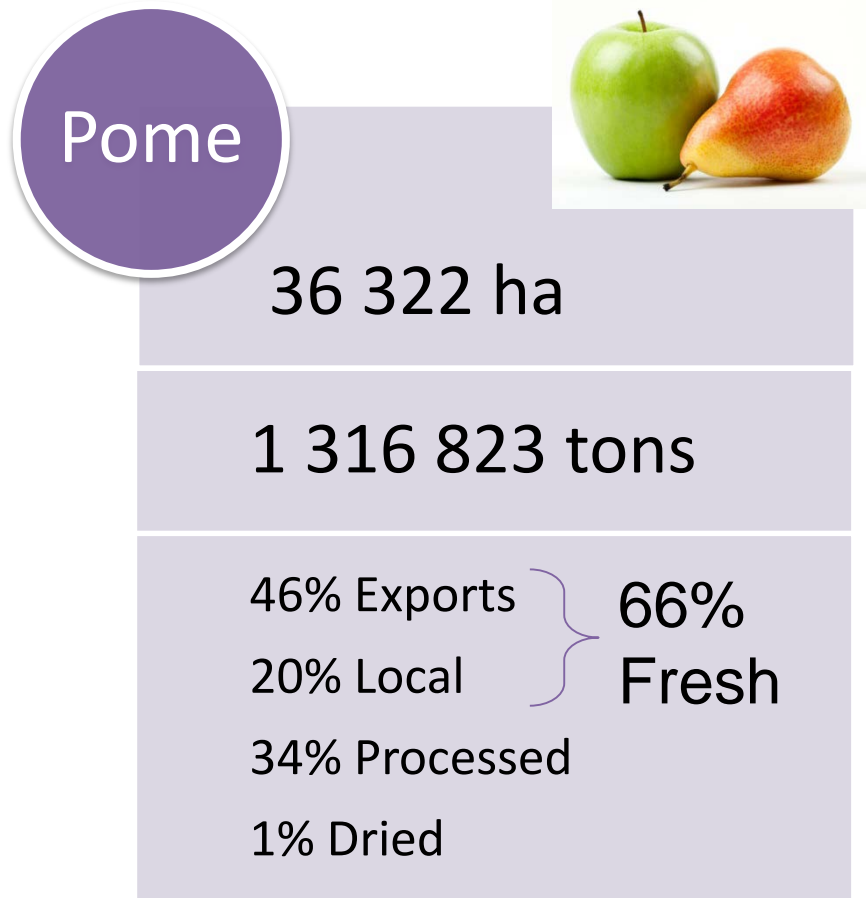 Pome
36 322 ha
1 316 823 tons
46% Exports
20% Local
66%
Fresh
34% Processed
1% Dried